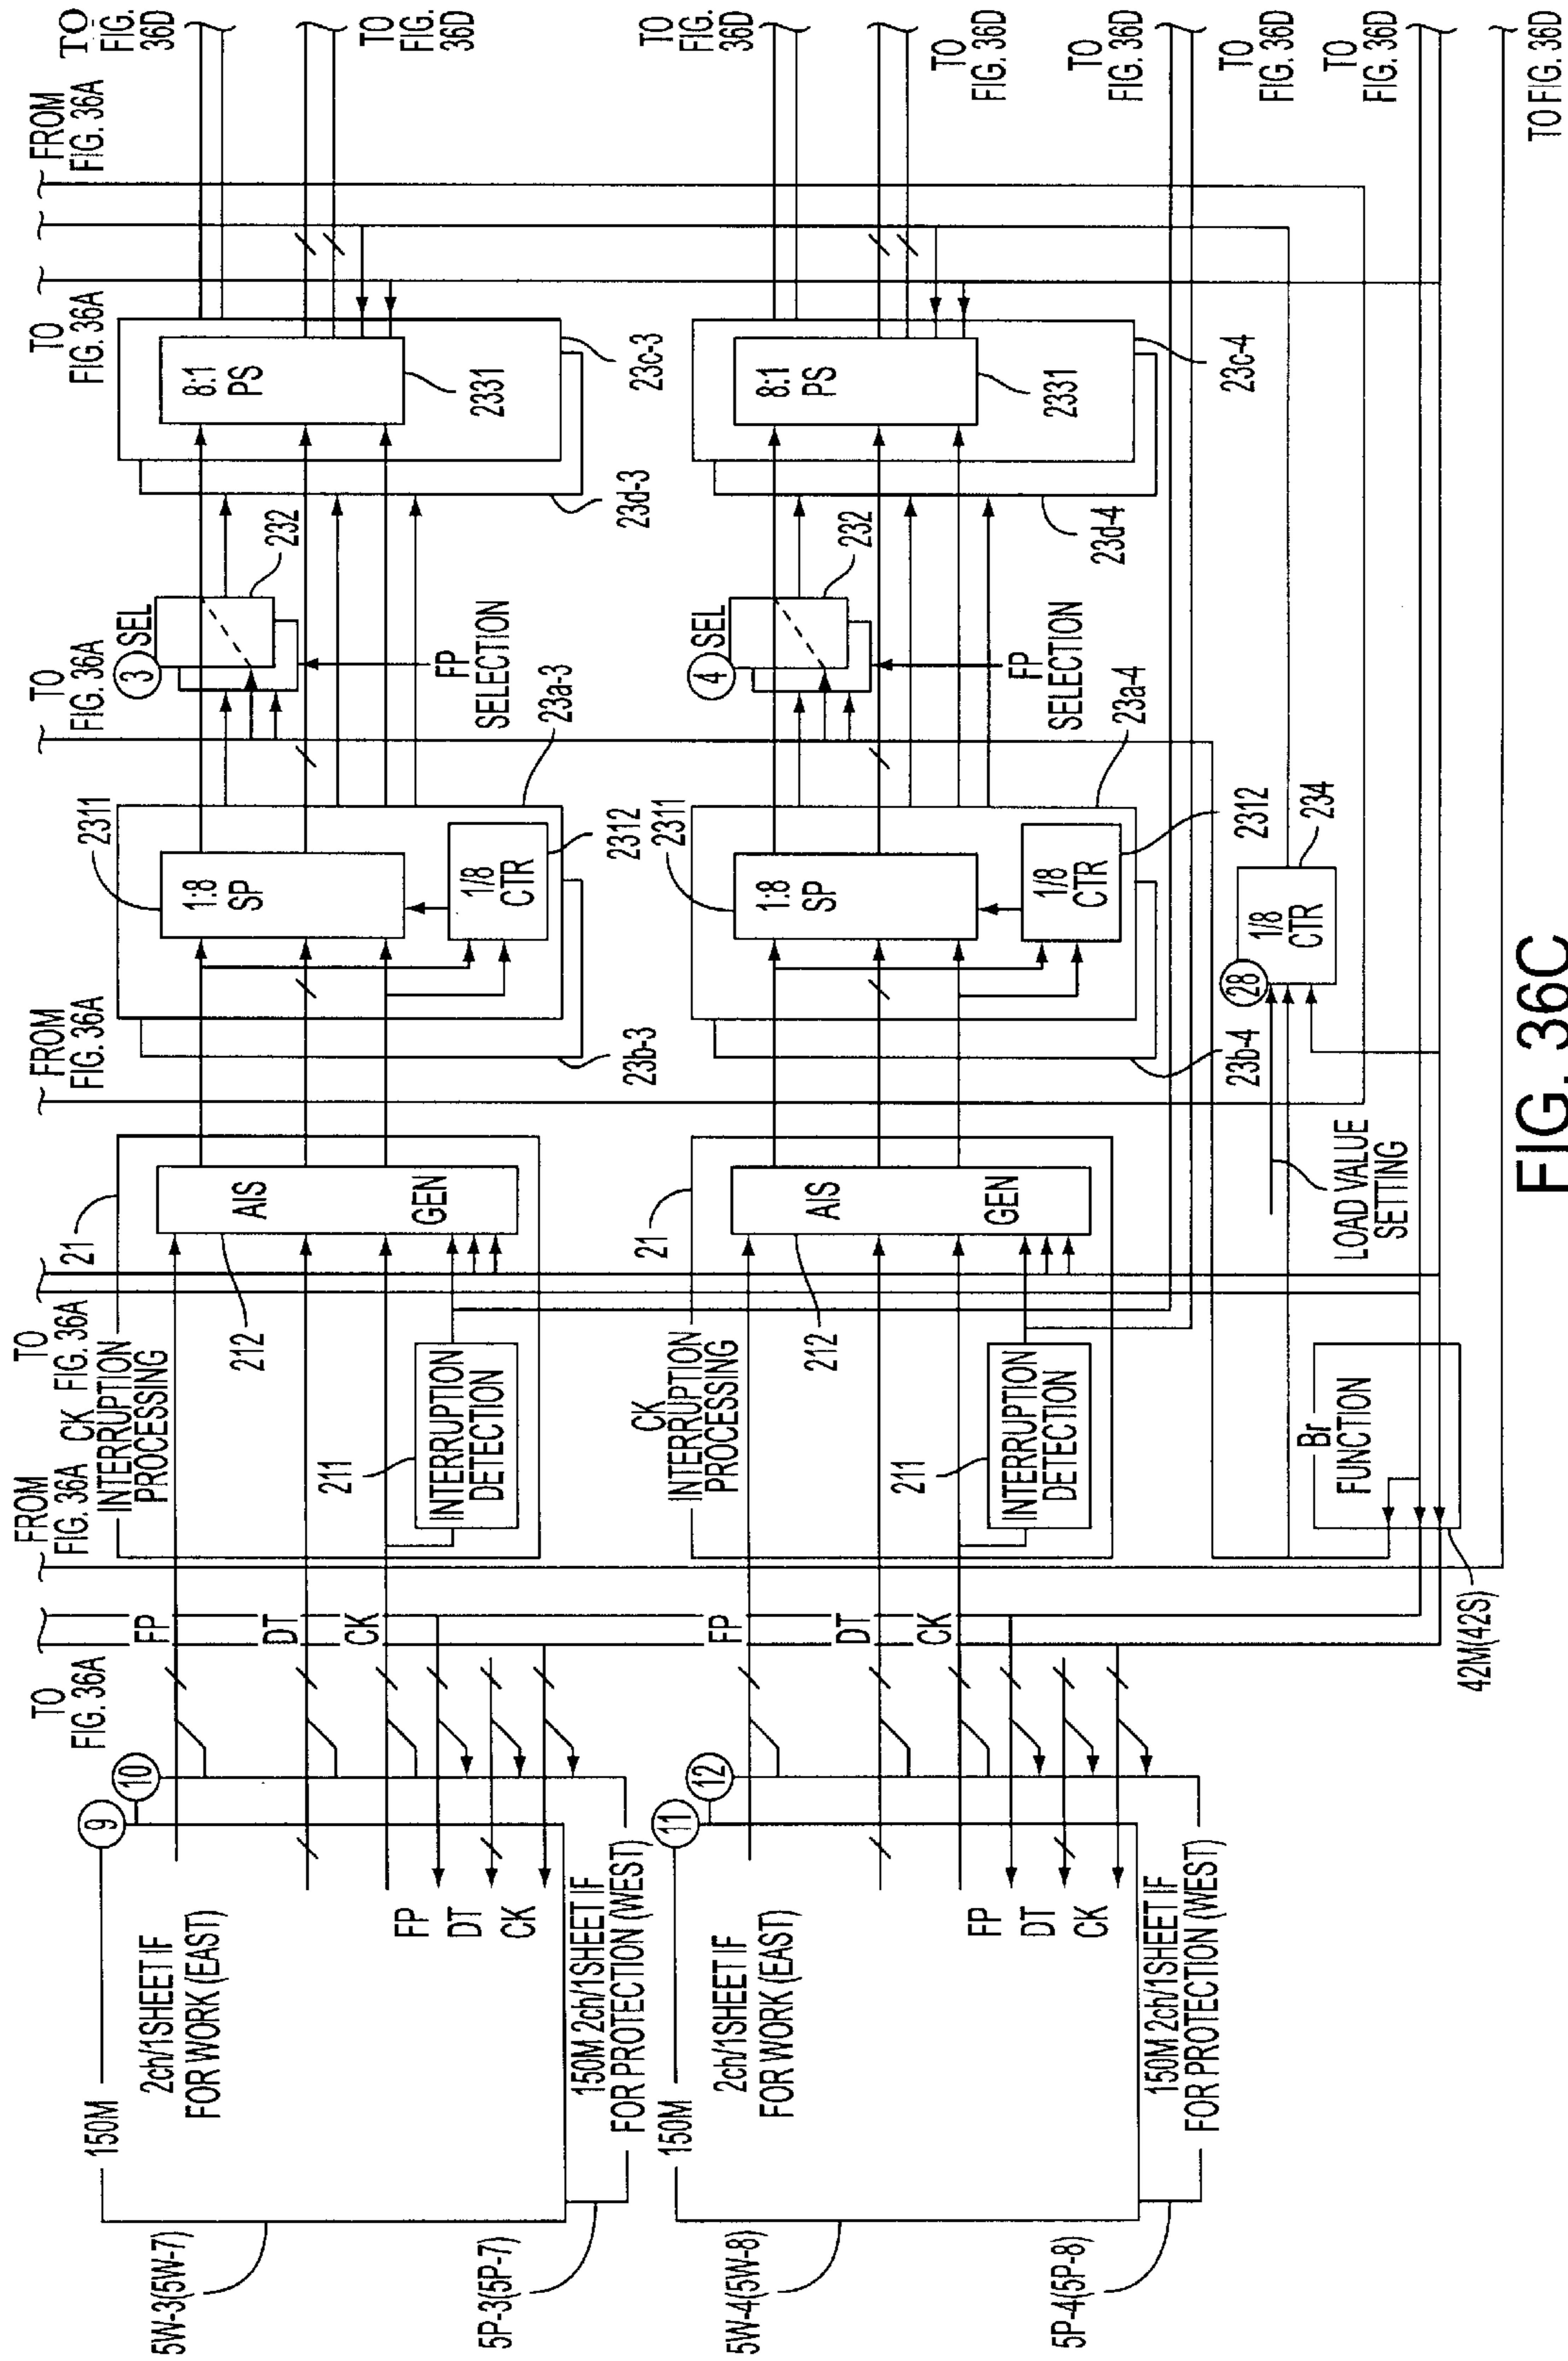 FROM
FIG. 36A
TO
FIG. 36A
CK
INTERRUPTION
PROCESSING
21
TO
FIG. 36A
FROM
FIG. 36A
TO
FIG. 36A
TO
FIG. 36A
FROM
FIG. 36A
TO
FIG.
36D
TO
FIG.
36D
5W-3(5W-7)
150M
9
10
2ch/1SHEET IF
FOR WORK (EAST)
FP
DT
CK
FP
DT
CK
5P-3(5P-7)
150M 2ch/1SHEET IF
FOR PROTECTION (WEST)
211
INTERRUPTION
DETECTION
212
AIS
GEN
23b-3
2311
1:8
SP
1/8
CTR
2312
23a-3
3
SEL
232
FP
SELECTION
23d-3
8:1
PS
2331
23c-3
TO
FIG.
36D
TO
FIG. 36D
5W-4(5W-8)
150M
11
12
2ch/1SHEET IF
FOR WORK (EAST)
FP
DT
CK
FP
DT
CK
5P-4(5P-8)
150M 2ch/1SHEET IF
FOR PROTECTION (WEST)
CK
INTERRUPTION
PROCESSING
21
211
INTERRUPTION
DETECTION
212
AIS
GEN
23b-4
2311
1:8
SP
1/8
CTR
2312
23a-4
4
SEL
232
FP
SELECTION
23d-4
8:1
PS
2331
23c-4
TO
FIG. 36D
TO
FIG. 36D
TO
FIG. 36D
42M(42S)
Br
FUNCTION
LOAD VALUE
SETTING
28
1/8
CTR
234
TO FIG. 36D
FIG. 36C